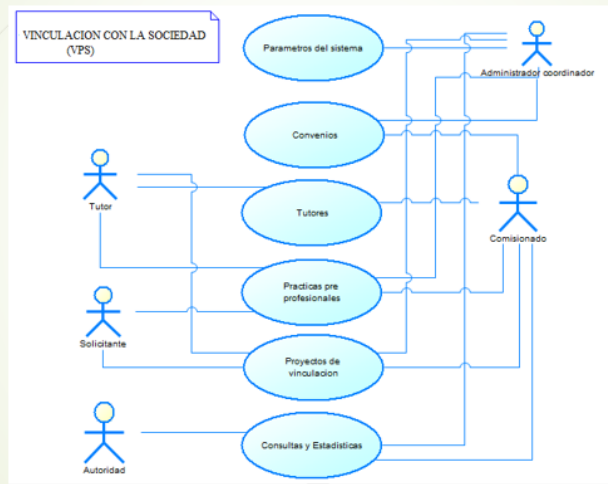 VINCULACION CON LA SOCIEDAD
(VPS)
Parametros del sistema
Administrador coordinador
Convenios
Tutor
Tutores
Comisionado
Practicas pre
profesionales
Solicitante
Proyectos de
vinculacion
Consultas y Estadísticas
Autoridad